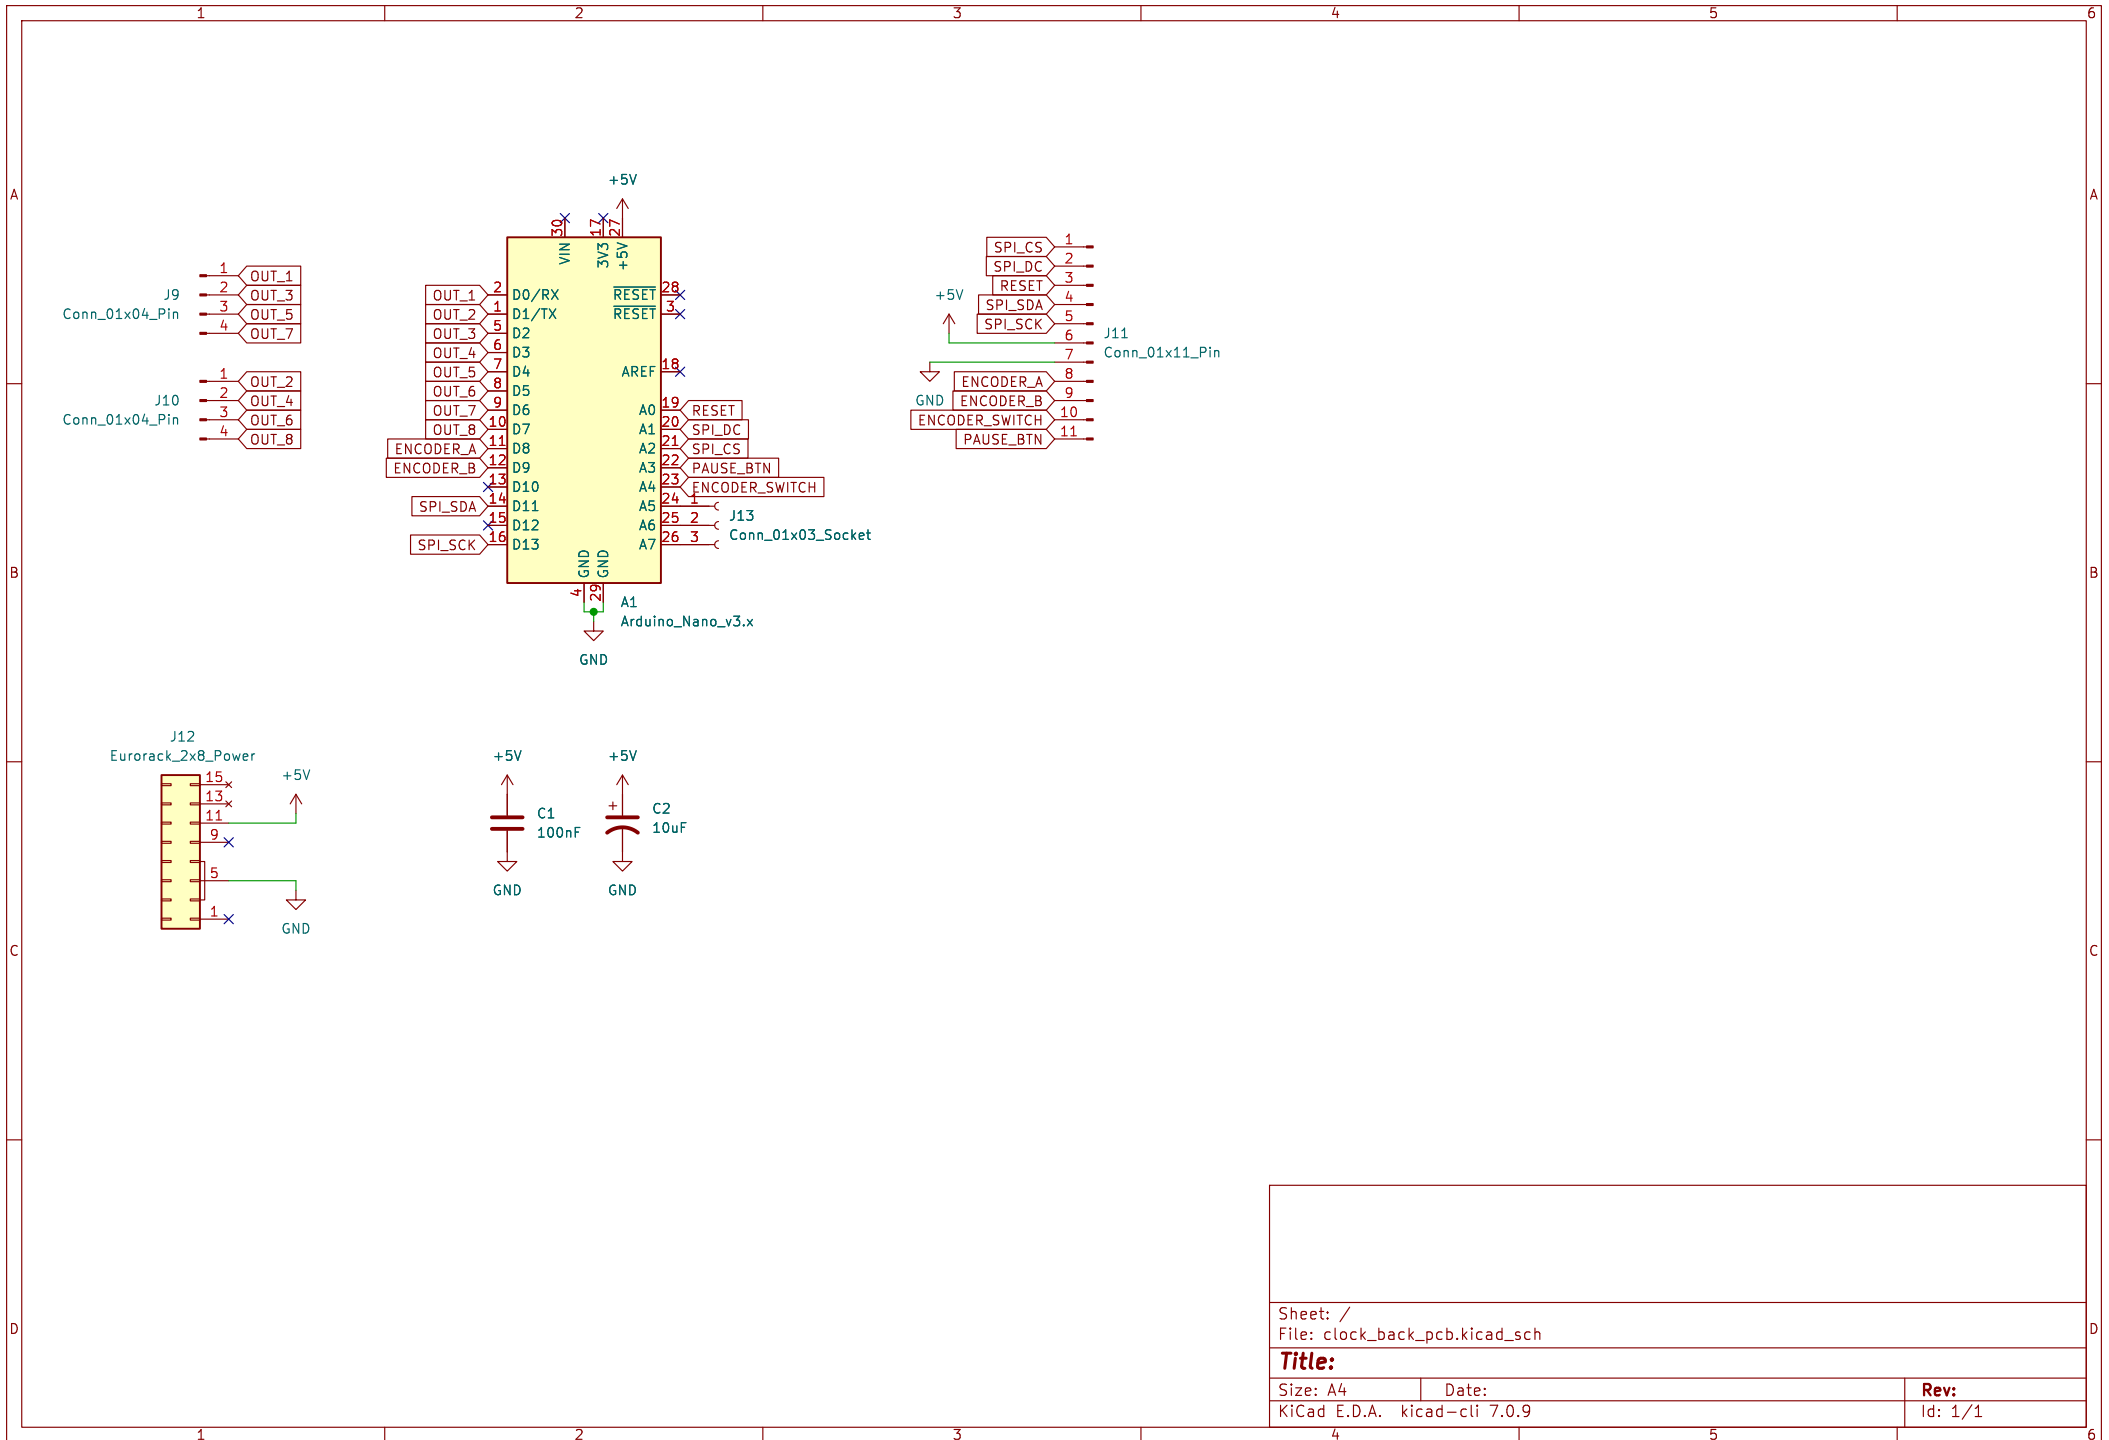 1 2 3 4 5 6
A A
B B
C C
D D
J9
Conn_01x04_Pin
1 OUT_1
2 OUT_3
3 OUT_5
4 OUT_7
J10
Conn_01x04_Pin
1 OUT_2
2 OUT_4
3 OUT_6
4 OUT_8
+5V
30 17 27
VIN 3V3 +5V
OUT_1 2 D0/RX
OUT_2 1 D1/TX
OUT_3 5 D2
OUT_4 6 D3
OUT_5 7 D4
OUT_6 8 D5
OUT_7 9 D6
OUT_8 10 D7
ENCODER_A 11 D8
ENCODER_B 12 D9
13 D10
SPI_SDA 14 D11
15 D12
SPI_SCK 16 D13
RESET 28
RESET 3
AREF 18
A0 19 RESET
A1 20 SPI_DC
A2 21 SPI_CS
A3 22 PAUSE_BTN
A4 23 ENCODER_SWITCH
A5 24 1
A6 25 2
A7 26 3
J13
Conn_01x03_Socket
GND GND
4 29
A1
Arduino_Nano_v3.x
GND
SPI_CS 1
SPI_DC 2
RESET 3
SPI_SDA 4
SPI_SCK 5
+5V 6
7
GND
ENCODER_A 8
ENCODER_B 9
ENCODER_SWITCH 10
PAUSE_BTN 11
J11
Conn_01x11_Pin
J12
Eurorack_2x8_Power
15
13
11
9
5
1
+5V
GND
+5V
C1
100nF
GND
+5V
+
C2
10uF
GND
Sheet: /
File: clock_back_pcb.kicad_sch
Title:
Size: A4 Date: Rev:
KiCad E.D.A. kicad-cli 7.0.9 Id: 1/1
1 2 3 4 5 6